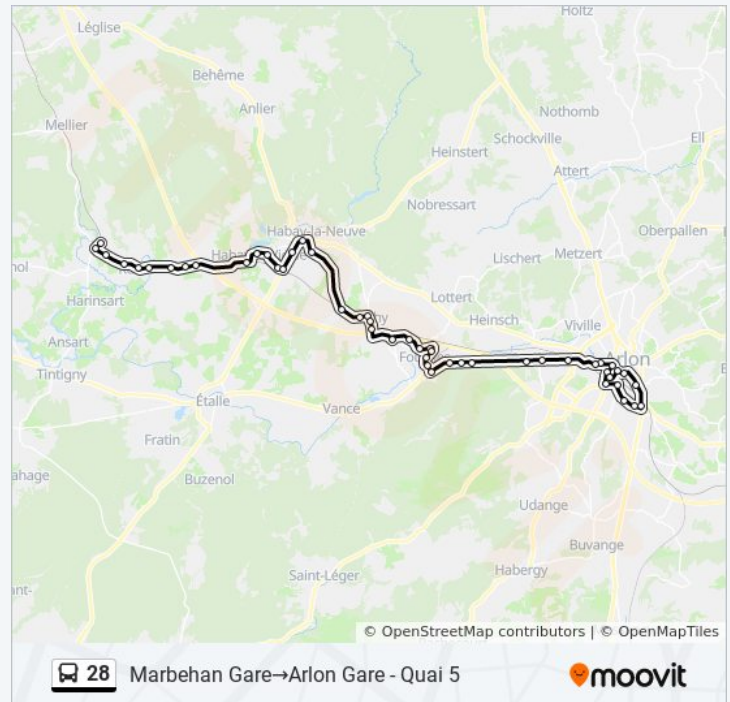 Holtz
Léglise
Behême
Anlier
Nothomb
Mellier
Schockville
Ell
Heinstert
Attert
Nobressart
Habay-la-Neuve
Oberpallen
Lischert
Metzert
Harinsart
Lottert
Heinsch
Viville
Ansart
Arlon
Tintigny
Étalle
Vance
Fratin
Buzenol
Udange
Buvange
Saint-Léger
Habergy
© OpenStreetMap contributors | © OpenMapTiles
28 Marbehan Gare→Arlon Gare - Quai 5 moovit